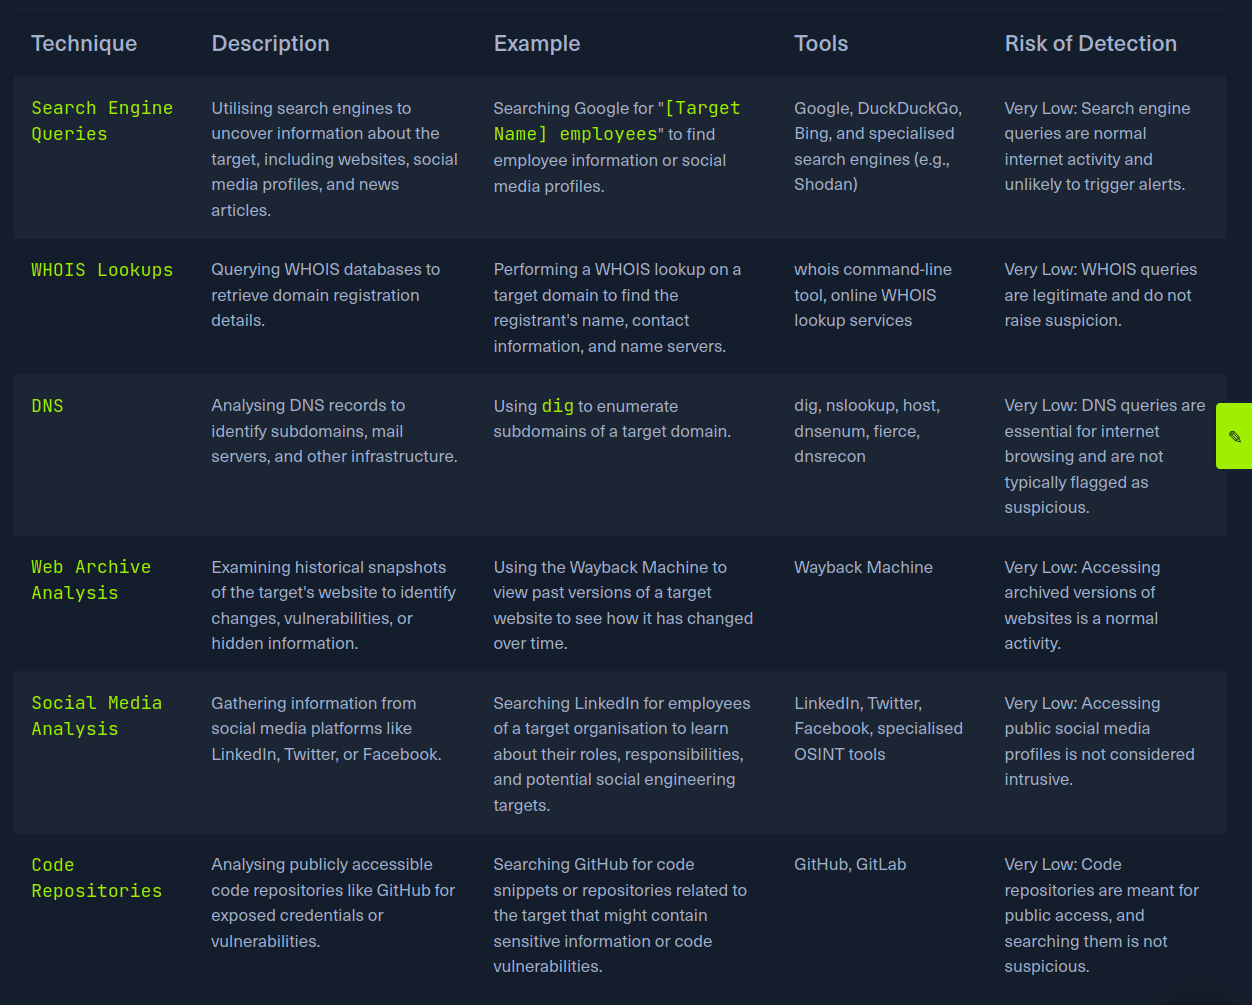 Technique
Description
Example
Tools
Risk of Detection
Search Engine
Queries
Utilising search engines to
uncover information about the
target, including websites, social
media profiles, and news
articles.
Searching Google for "[Target
Name] employees" to find
employee information or social
media profiles.
Google, DuckDuckGo,
Bing, and specialised
search engines (e.g.,
Shodan)
Very Low: Search engine
queries are normal
internet activity and
unlikely to trigger alerts.
WHOIS Lookups
Querying WHOIS databases to
retrieve domain registration
details.
Performing a WHOIS lookup on a
target domain to find the
registrant's name, contact
information, and name servers.
whois command-line
tool, online WHOIS
lookup services
Very Low: WHOIS queries
are legitimate and do not
raise suspicion.
DNS
Analysing DNS records to
identify subdomains, mail
servers, and other infrastructure.
Using dig to enumerate
subdomains of a target domain.
dig, nslookup, host,
dnsenum, fierce,
dnsrecon
Very Low: DNS queries are
essential for internet
browsing and are not
typically flagged as
suspicious.
Web Archive
Analysis
Examining historical snapshots
of the target's website to identify
changes, vulnerabilities, or
hidden information.
Using the Wayback Machine to
view past versions of a target
website to see how it has changed
over time.
Wayback Machine
Very Low: Accessing
archived versions of
websites is a normal
activity.
Social Media
Analysis
Gathering information from
social media platforms like
LinkedIn, Twitter, or Facebook.
Searching LinkedIn for employees
of a target organisation to learn
about their roles, responsibilities,
and potential social engineering
targets.
LinkedIn, Twitter,
Facebook, specialised
OSINT tools
Very Low: Accessing
public social media
profiles is not considered
intrusive.
Code
Repositories
Analysing publicly accessible
code repositories like GitHub for
exposed credentials or
vulnerabilities.
Searching GitHub for code
snippets or repositories related to
the target that might contain
sensitive information or code
vulnerabilities.
GitHub, GitLab
Very Low: Code
repositories are meant for
public access, and
searching them is not
suspicious.